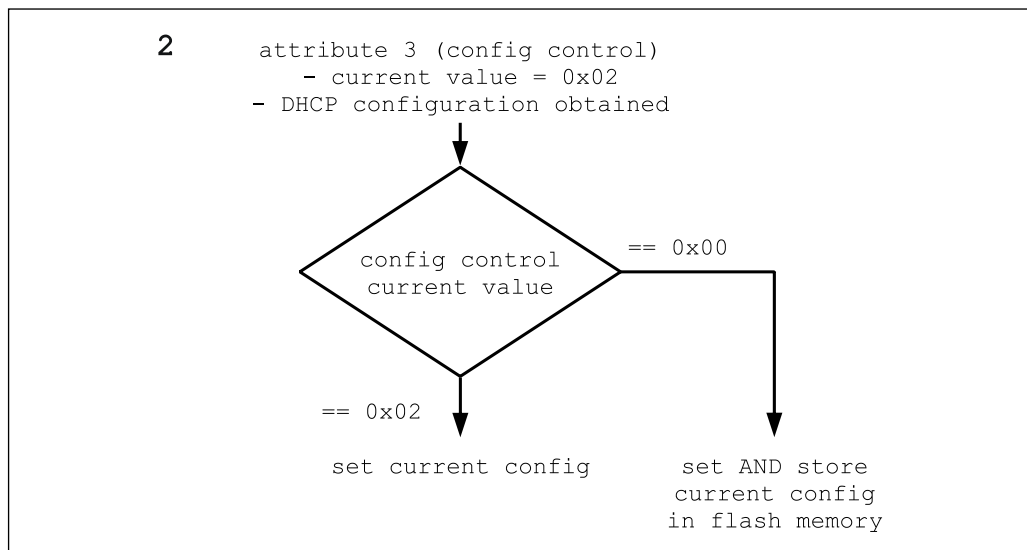 2
attribute 3 (config control)
- current value = 0x02
- DHCP configuration obtained
config control
current value
== 0x00
== 0x02
set current config
set AND store
current config
in flash memory